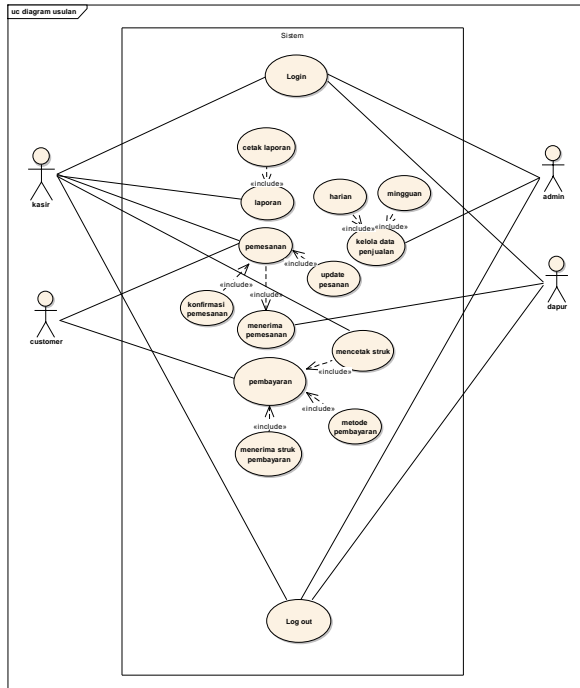 uc diagram usulan
Sistem
Login
cetak laporan
«include»
laporan
kasir
harian
mingguan
«include»
«include»
kelola data
penjualan
admin
pemesanan
«include»
update
pesanan
«include»
konfirmasi
pemesanan
«include»
menerima
pemesanan
customer
dapur
mencetak struk
«include»
pembayaran
«include»
metode
pembayaran
«include»
menerima struk
pembayaran
Log out